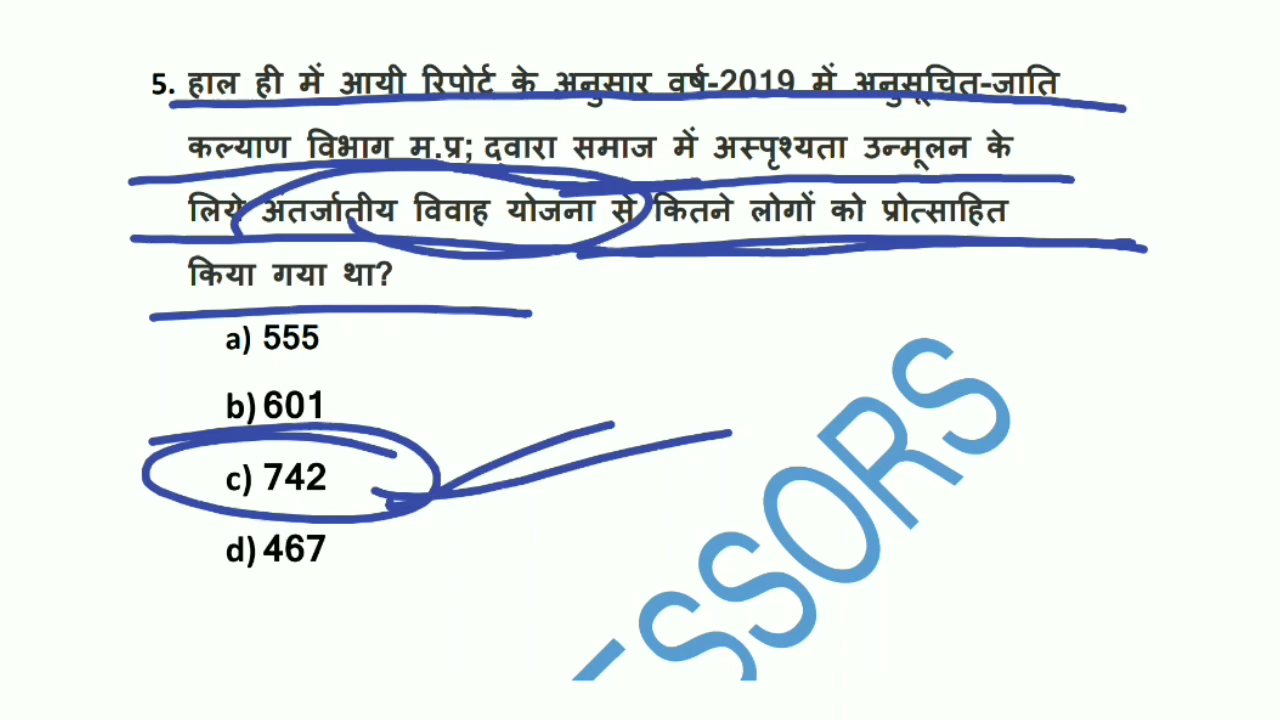 5. हाल ही में आयी रिपोर्ट के अनुसार वर्ष-2019 में अनुसूचित-जाति
कल्याण विभाग म.प्र; दवारा समाज में अस्पृश्यता उन्मूलन के
लिये अंतर्जातीय विवाह योजना से कितने लोगों को प्रोत्साहित
किया गया था?
a) 555
b) 601
c) 742
d) 467
ESSORS